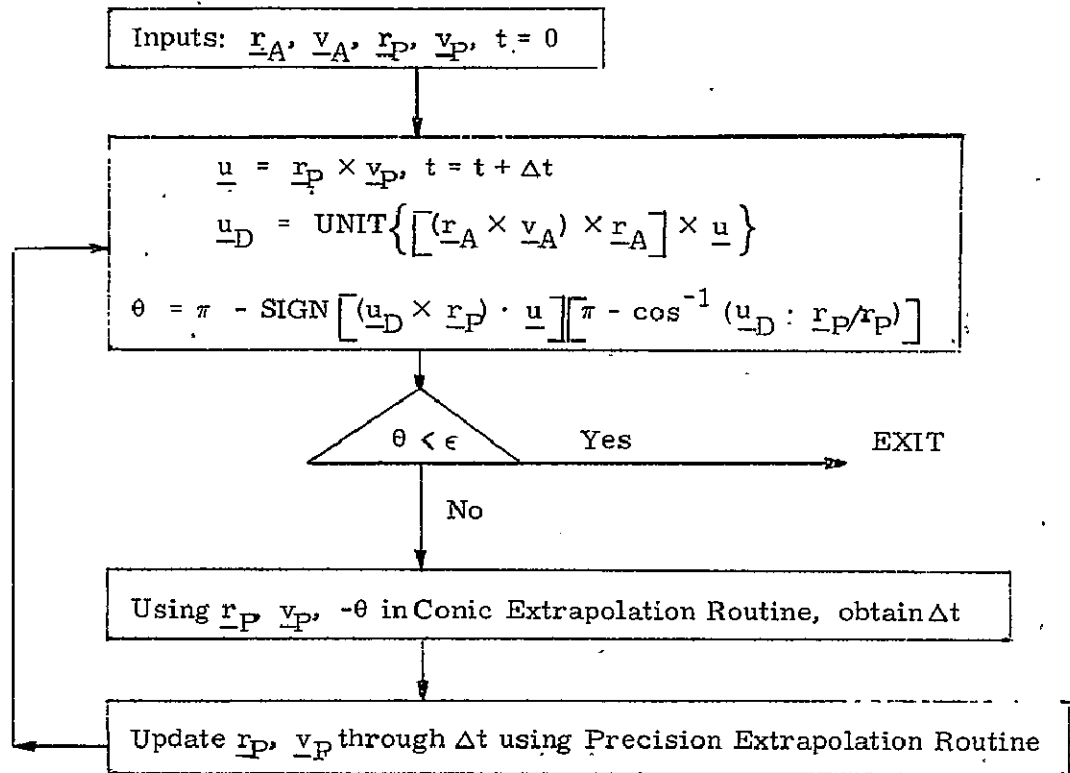 Inputs: r_A, v_A, r_P, v_P, t = 0
u = r_P × v_P, t = t + Δt
u_D = UNIT{[(r_A × v_A) × r_A] × u}
θ = π - SIGN[(u_D × r_P) · u][π - cos⁻¹ (u_D · r_P/r_P)]
θ < ϵ Yes EXIT
No
Using r_P, v_P, -θ in Conic Extrapolation Routine, obtain Δt
Update r_P, v_P through Δt using Precision Extrapolation Routine